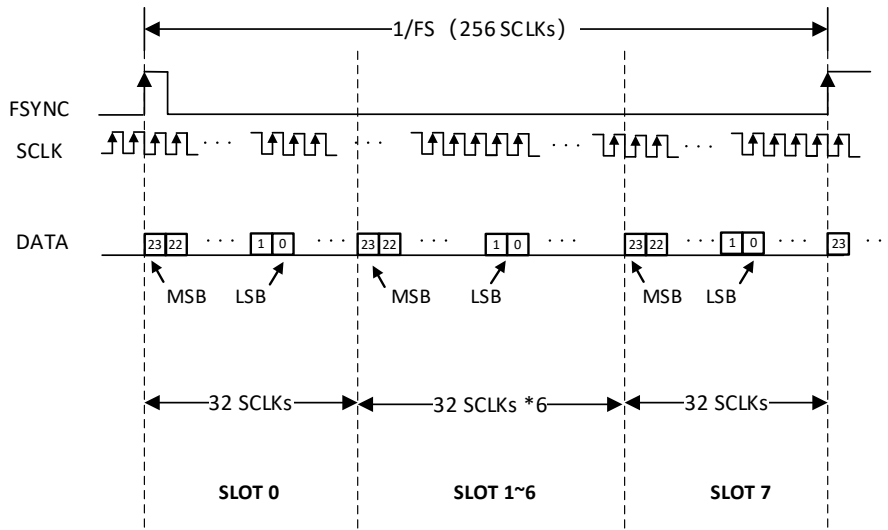 1/FS (256 SCLKs)
FSYNC
SCLK · · · · · · · · · · · · · · ·
DATA 23 22 · · · 1 0 · · · 23 22 · · · 1 0 · · · 23 22 · · · 1 0 · · · 23 · · ·
MSB LSB MSB LSB MSB LSB
32 SCLKs 32 SCLKs *6 32 SCLKs
SLOT 0 SLOT 1~6 SLOT 7